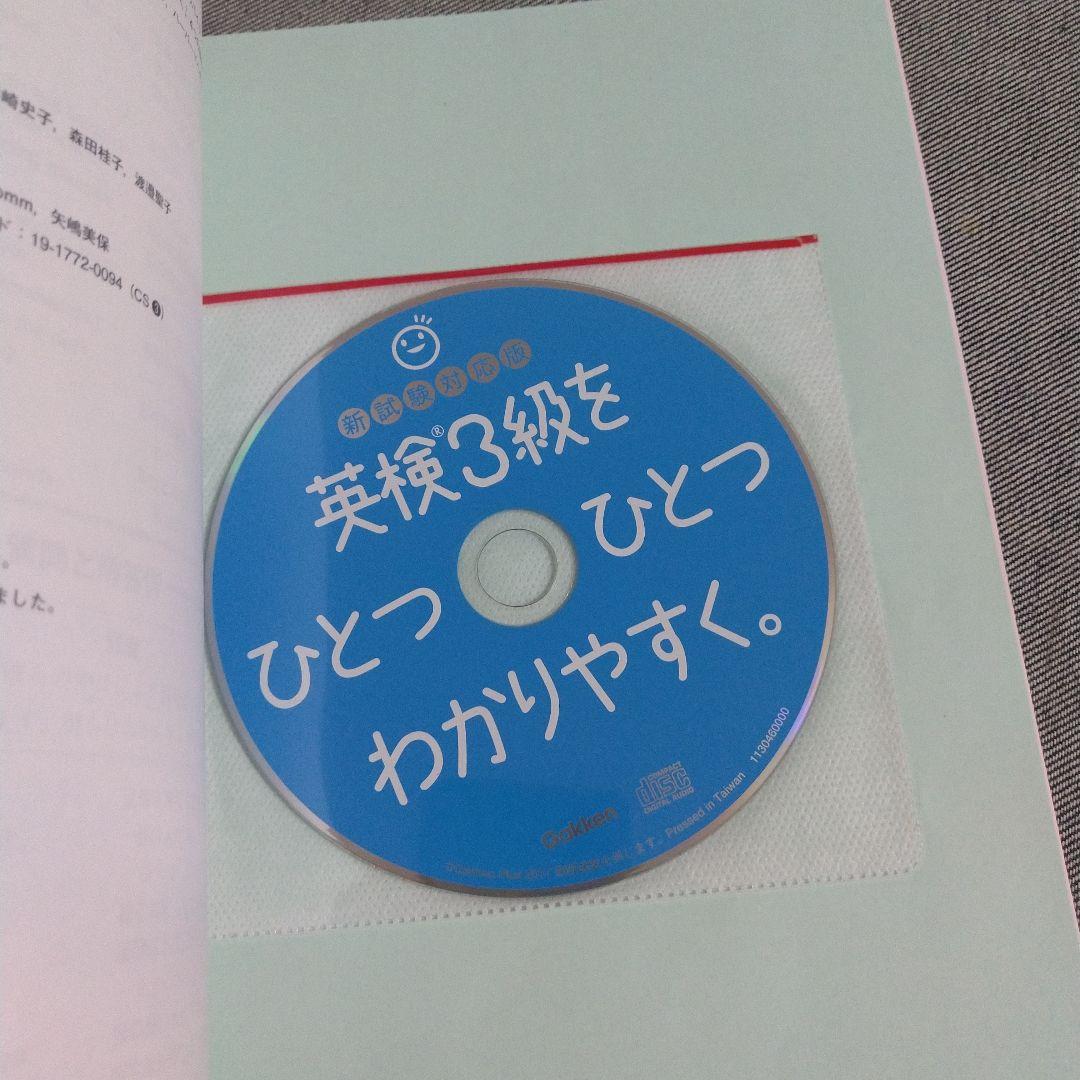 崎史子，森田桂子，渡邉聖子
omm，矢嶋美保
ド：19-1772-0094（CS❸）
。
ました。
新試験対応版
英検®3級を
ひとつ ひとつ
わかりやすく。
Gakken
COMPACT
disc
DIGITAL AUDIO
Pressed in Taiwan 1130460000